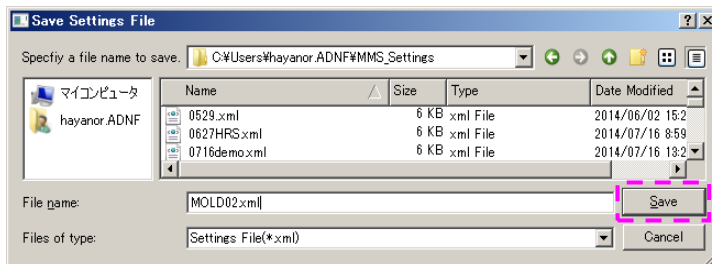 Save Settings File
Specfiy a file name to save. C:¥Users¥hayanor.ADNF¥MMS_Settings
マイコンピュータ
hayanor.ADNF
Name Size Type Date Modified
0529.xml 6 KB xml File 2014/06/02 15:2
0627HRS.xml 6 KB xml File 2014/07/16 8:59
0716demo.xml 6 KB xml File 2014/07/16 13:2
File name: MOLD02.xml Save
Files of type: Settings File(*.xml) Cancel